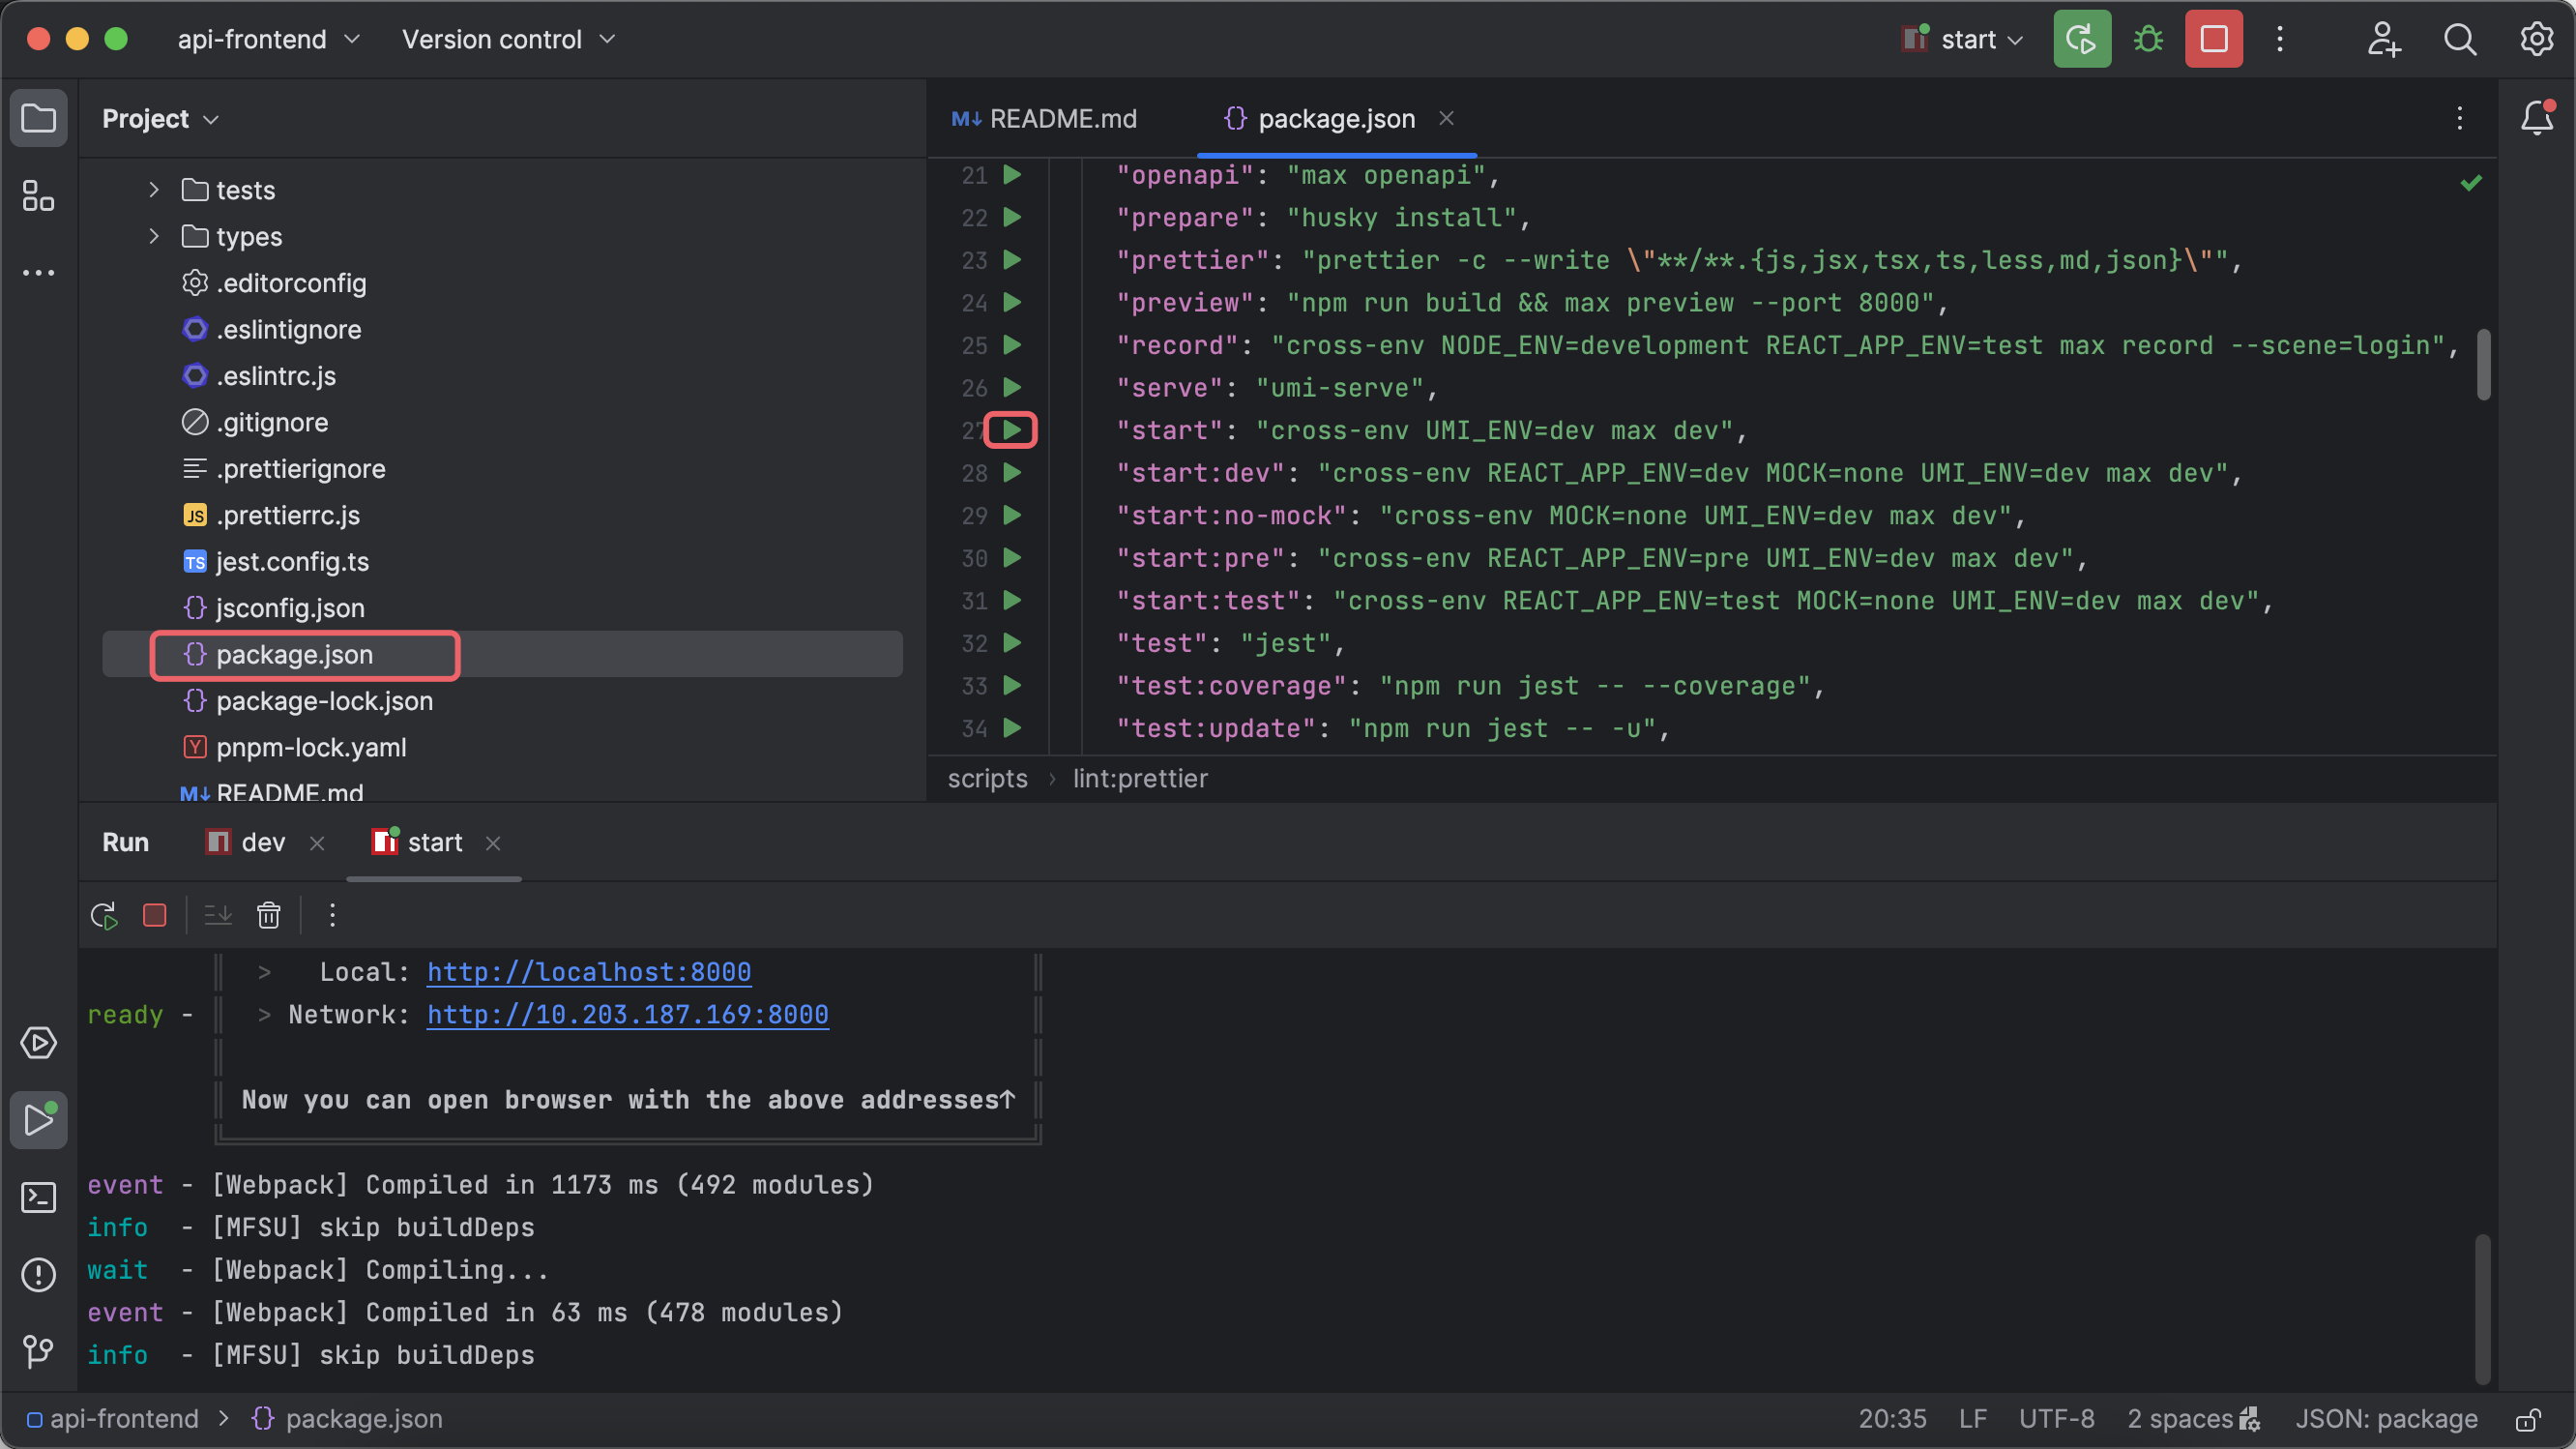 api-frontend
Version control
start
Project
tests
types
.editorconfig
.eslintignore
.eslintrc.js
.gitignore
.prettierignore
JS .prettierrc.js
TS jest.config.ts
{} jsconfig.json
{} package.json
{} package-lock.json
Y pnpm-lock.yaml
M↓ README.md
M↓ README.md
{} package.json
21 "openapi": "max openapi",
22 "prepare": "husky install",
23 "prettier": "prettier -c --write \"**/**.{js,jsx,tsx,ts,less,md,json}\"",
24 "preview": "npm run build && max preview --port 8000",
25 "record": "cross-env NODE_ENV=development REACT_APP_ENV=test max record --scene=login",
26 "serve": "umi-serve",
27 "start": "cross-env UMI_ENV=dev max dev",
28 "start:dev": "cross-env REACT_APP_ENV=dev MOCK=none UMI_ENV=dev max dev",
29 "start:no-mock": "cross-env MOCK=none UMI_ENV=dev max dev",
30 "start:pre": "cross-env REACT_APP_ENV=pre UMI_ENV=dev max dev",
31 "start:test": "cross-env REACT_APP_ENV=test MOCK=none UMI_ENV=dev max dev",
32 "test": "jest",
33 "test:coverage": "npm run jest -- --coverage",
34 "test:update": "npm run jest -- -u",
scripts › lint:prettier
Run
dev
start
> Local: http://localhost:8000
ready - > Network: http://10.203.187.169:8000
Now you can open browser with the above addresses↑
event - [Webpack] Compiled in 1173 ms (492 modules)
info - [MFSU] skip buildDeps
wait - [Webpack] Compiling...
event - [Webpack] Compiled in 63 ms (478 modules)
info - [MFSU] skip buildDeps
api-frontend > {} package.json
20:35 LF UTF-8 2 spaces JSON: package